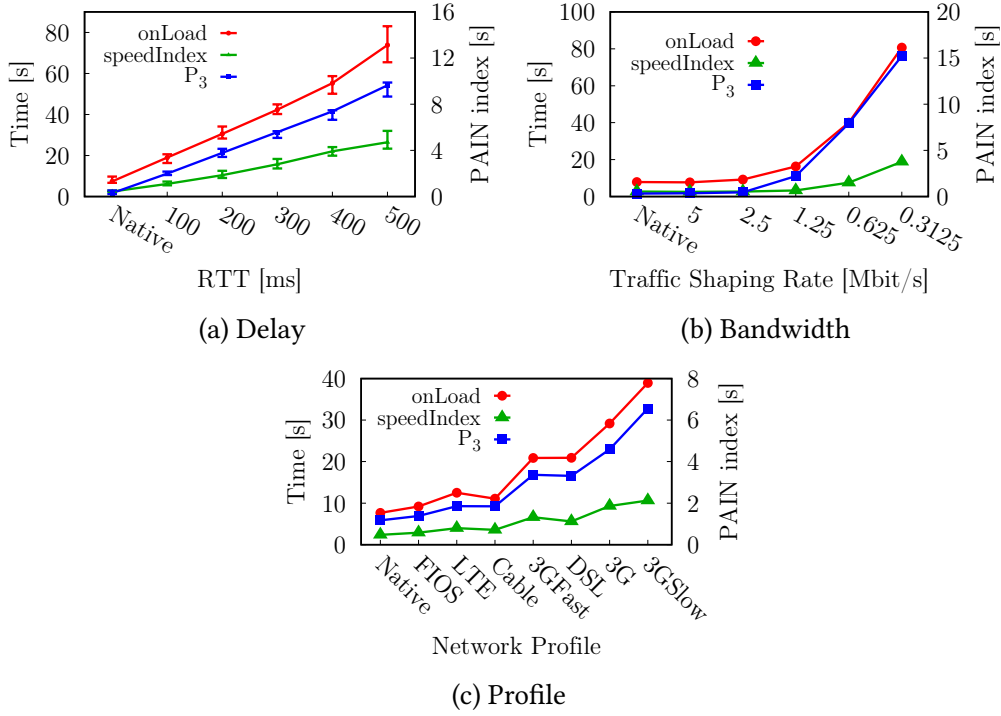 80
60
40
20
0
16
12
8
4
0
Time [s]
PAIN index [s]
onLoad
speedIndex
P₃
Native
100
200
300
400
500
RTT [ms]
(a) Delay
100
80
60
40
20
0
20
15
10
5
0
Time [s]
PAIN index [s]
onLoad
speedIndex
P₃
Native
5
2.5
1.25
0.625
0.3125
Traffic Shaping Rate [Mbit/s]
(b) Bandwidth
40
30
20
10
0
8
6
4
2
0
Time [s]
PAIN index [s]
onLoad
speedIndex
P₃
Native
FIOS
LTE
Cable
3GFast
DSL
3G
3GSlow
Network Profile
(c) Profile